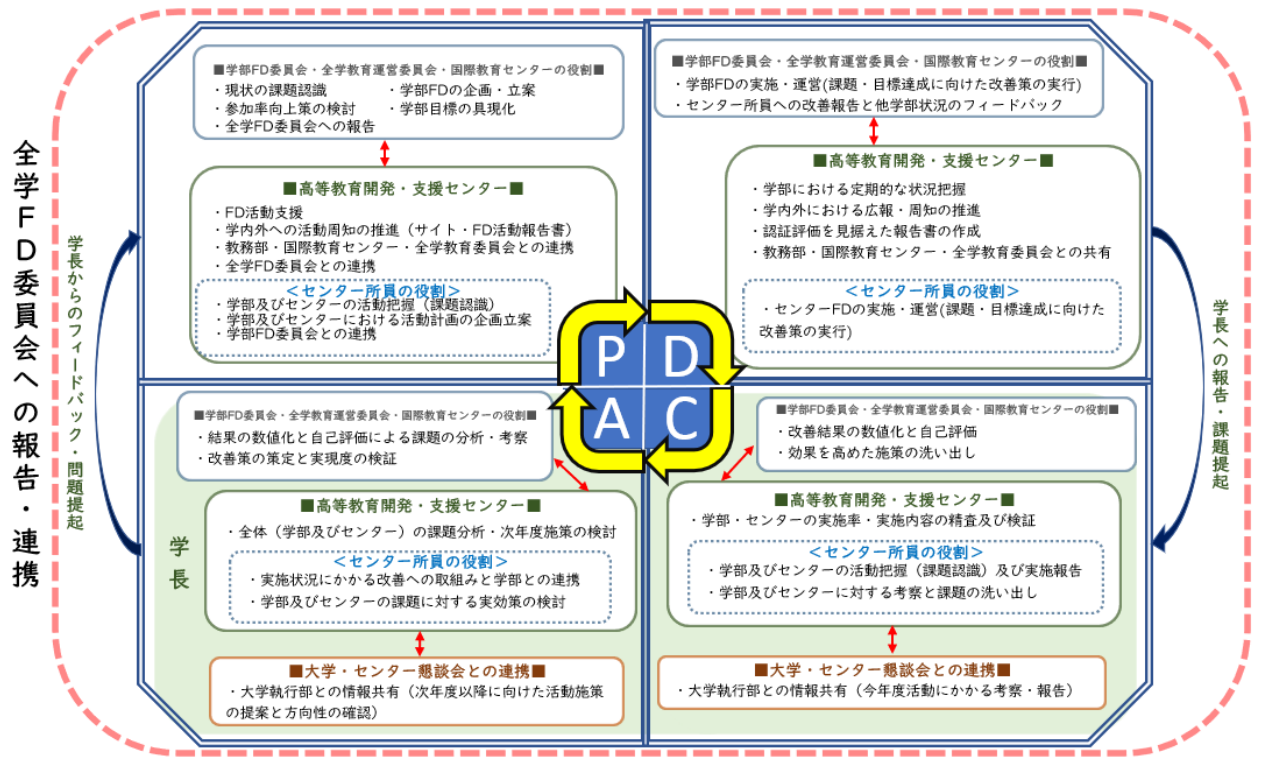 全学FD委員会への報告・連携
学長からのフィードバック・問題提起
■学部FD委員会・全学教育運営委員会・国際教育センターの役割■
・現状の課題認識　・学部FDの企画・立案
・参加率向上策の検討　・学部目標の具現化
・全学FD委員会への報告
■高等教育開発・支援センター■
・FD活動支援
・学内外への活動周知の推進（サイト・FD活動報告書）
・教務部・国際教育センター・全学教育委員会との連携
・全学FD委員会との連携
＜センター所員の役割＞
・学部及びセンターの活動把握（課題認識）
・学部及びセンターにおける活動計画の企画立案
・学部FD委員会との連携
■学部FD委員会・全学教育運営委員会・国際教育センターの役割■
・学部FDの実施・運営(課題・目標達成に向けた改善策の実行)
・センター所員への改善報告と他学部状況のフィードバック
■高等教育開発・支援センター■
・学部における定期的な状況把握
・学内外における広報・周知の推進
・認証評価を見据えた報告書の作成
・教務部・国際教育センター・全学教育委員会との共有
＜センター所員の役割＞
・センターFDの実施・運営(課題・目標達成に向けた
改善策の実行)
P D
A C
■学部FD委員会・全学教育運営委員会・国際教育センターの役割■
・結果の数値化と自己評価による課題の分析・考察
・改善策の策定と実現度の検証
■高等教育開発・支援センター■
・全体（学部及びセンター）の課題分析・次年度施策の検討
＜センター所員の役割＞
・実施状況にかかる改善への取組みと学部との連携
・学部及びセンターの課題に対する実効策の検討
■大学・センター懇談会との連携■
・大学執行部との情報共有（次年度以降に向けた活動施策
の提案と方向性の確認）
学長
■学部FD委員会・全学教育運営委員会・国際教育センターの役割■
・改善結果の数値化と自己評価
・効果を高めた施策の洗い出し
■高等教育開発・支援センター■
・学部・センターの実施率・実施内容の精査及び検証
＜センター所員の役割＞
・学部及びセンターの活動把握（課題認識）及び実施報告
・学部及びセンターに対する考察と課題の洗い出し
■大学・センター懇談会との連携■
・大学執行部との情報共有（今年度活動にかかる考察・報告）
学長への報告・課題提起